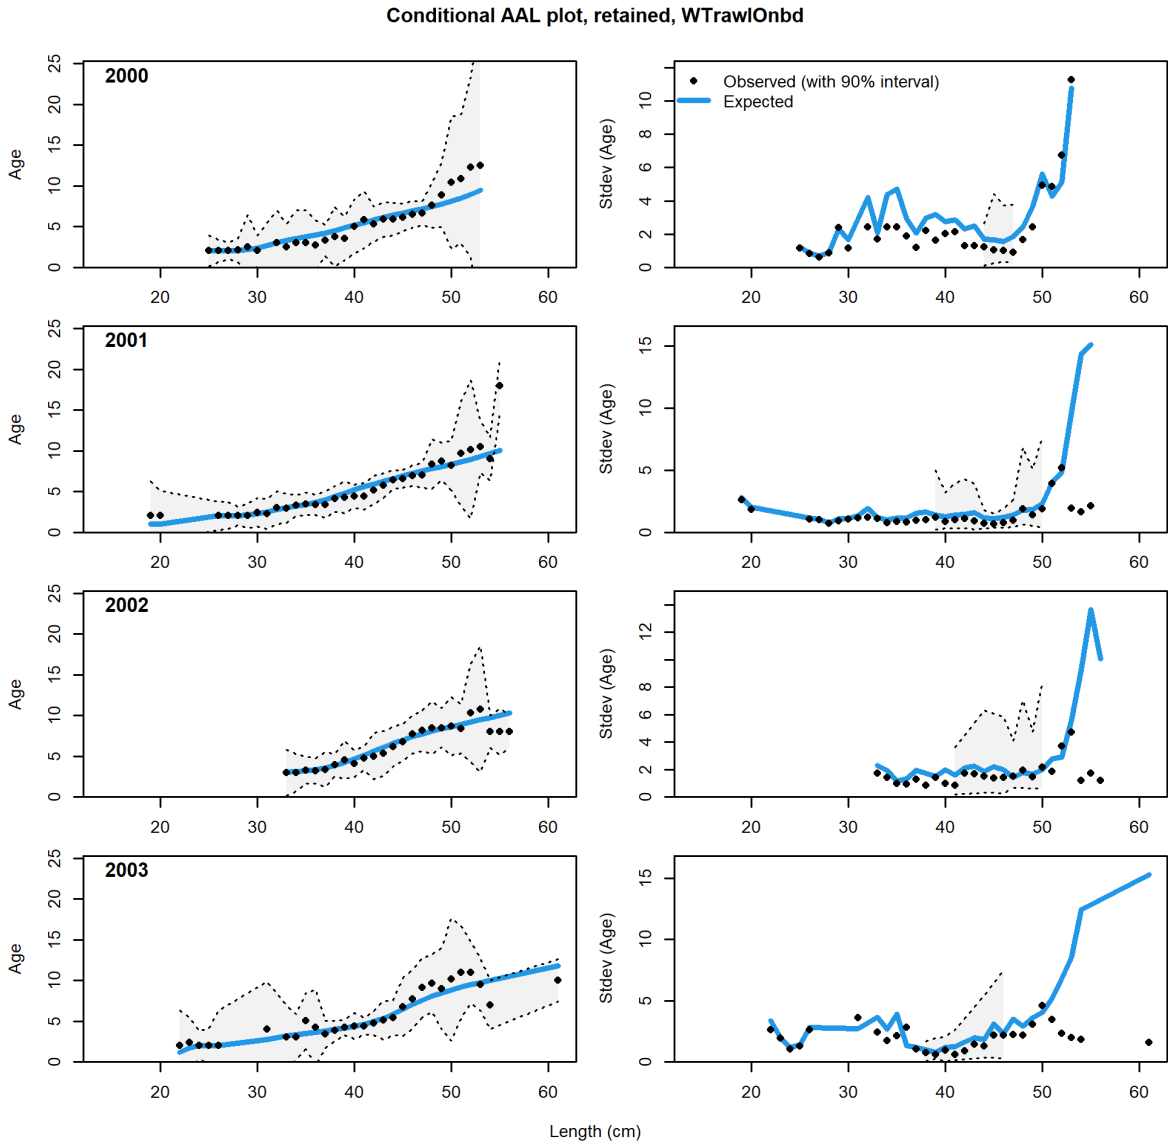 Conditional AAL plot, retained, WTrawlOnbd
2000
Age
0 5 10 15 20 25
20 30 40 50 60
Observed (with 90% interval)
Expected
Stdev (Age)
0 2 4 6 8 10
20 30 40 50 60
2001
Age
0 5 10 15 20 25
20 30 40 50 60
Stdev (Age)
0 5 10 15
20 30 40 50 60
2002
Age
0 5 10 15 20 25
20 30 40 50 60
Stdev (Age)
0 2 4 6 8 12
20 30 40 50 60
2003
Age
0 5 10 15 20 25
20 30 40 50 60
Stdev (Age)
0 5 10 15
20 30 40 50 60
Length (cm)